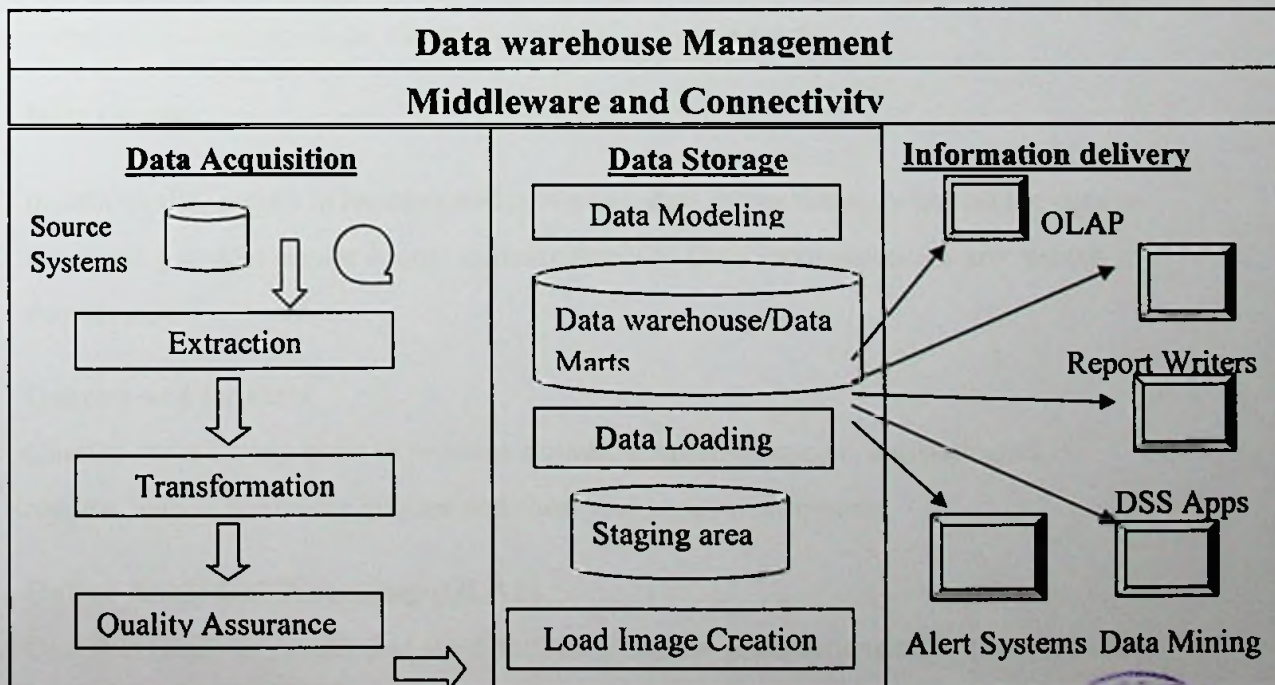 Data warehouse Management
Middleware and Connectivity
Data Acquisition
Source
Systems
Extraction
Transformation
Quality Assurance
Data Storage
Data Modeling
Data warehouse/Data
Marts
Data Loading
Staging area
Load Image Creation
Information delivery
OLAP
Report Writers
DSS Apps
Alert Systems
Data Mining